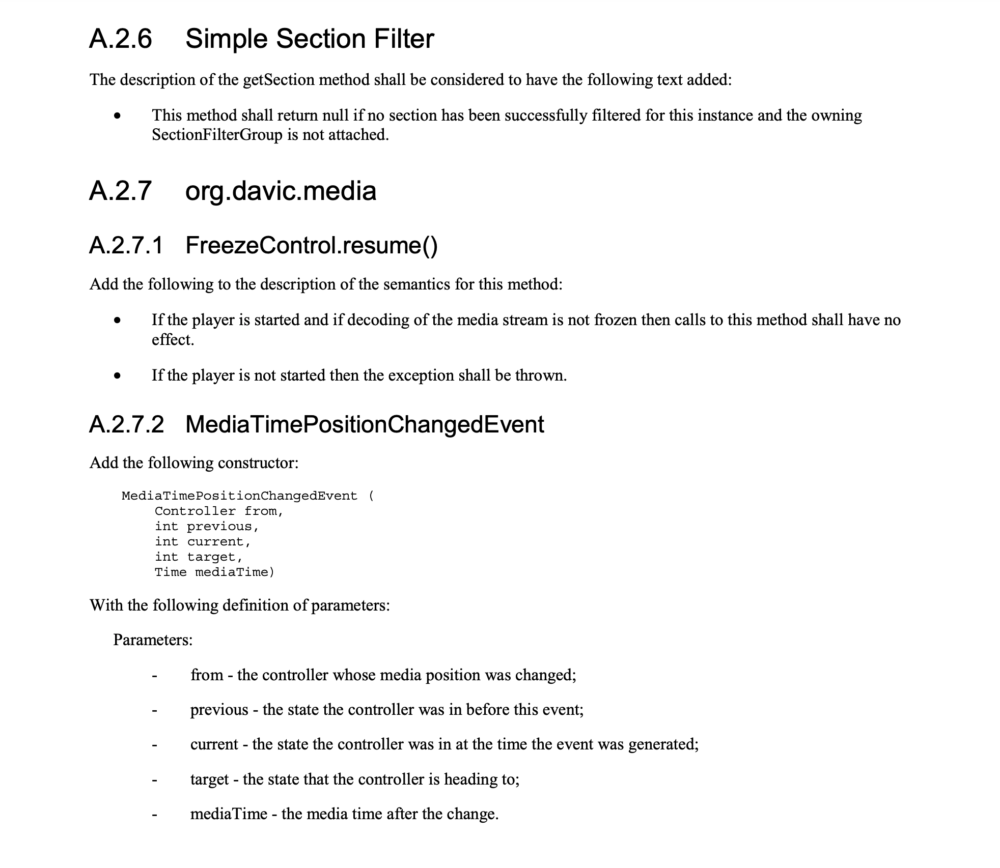 A.2.6 Simple Section Filter
The description of the getSection method shall be considered to have the following text added:
• This method shall return null if no section has been successfully filtered for this instance and the owning
SectionFilterGroup is not attached.
A.2.7 org.davic.media
A.2.7.1 FreezeControl.resume()
Add the following to the description of the semantics for this method:
• If the player is started and if decoding of the media stream is not frozen then calls to this method shall have no
effect.
• If the player is not started then the exception shall be thrown.
A.2.7.2 MediaTimePositionChangedEvent
Add the following constructor:
MediaTimePositionChangedEvent (
Controller from,
int previous,
int current,
int target,
Time mediaTime)
With the following definition of parameters:
Parameters:
- from - the controller whose media position was changed;
- previous - the state the controller was in before this event;
- current - the state the controller was in at the time the event was generated;
- target - the state that the controller is heading to;
- mediaTime - the media time after the change.